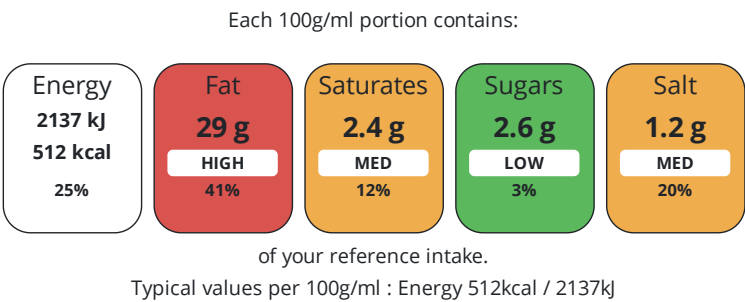 Each 100g/ml portion contains:
Energy
2137 kJ
512 kcal
25%
Fat
29 g
HIGH
41%
Saturates
2.4 g
MED
12%
Sugars
2.6 g
LOW
3%
Salt
1.2 g
MED
20%
of your reference intake.
Typical values per 100g/ml : Energy 512kcal / 2137kJ